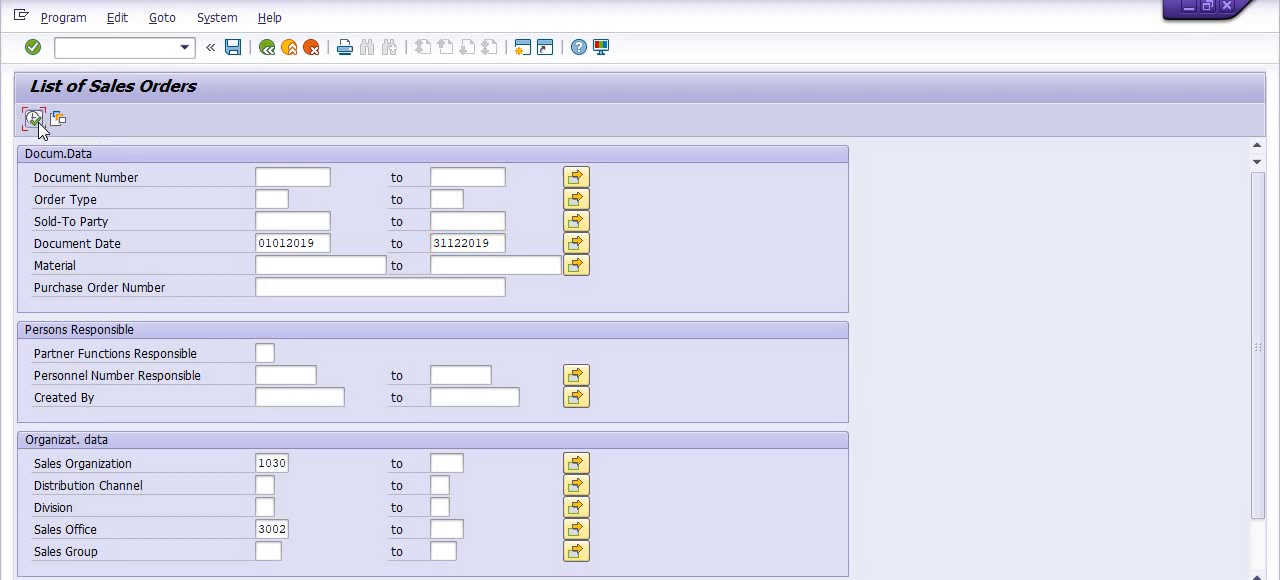 Program Edit Goto System Help
List of Sales Orders
Docum.Data
Document Number to
Order Type to
Sold-To Party to
Document Date 01012019 to 31122019
Material to
Purchase Order Number
Persons Responsible
Partner Functions Responsible
Personnel Number Responsible to
Created By to
Organizat. data
Sales Organization 1030 to
Distribution Channel to
Division to
Sales Office 3002 to
Sales Group to